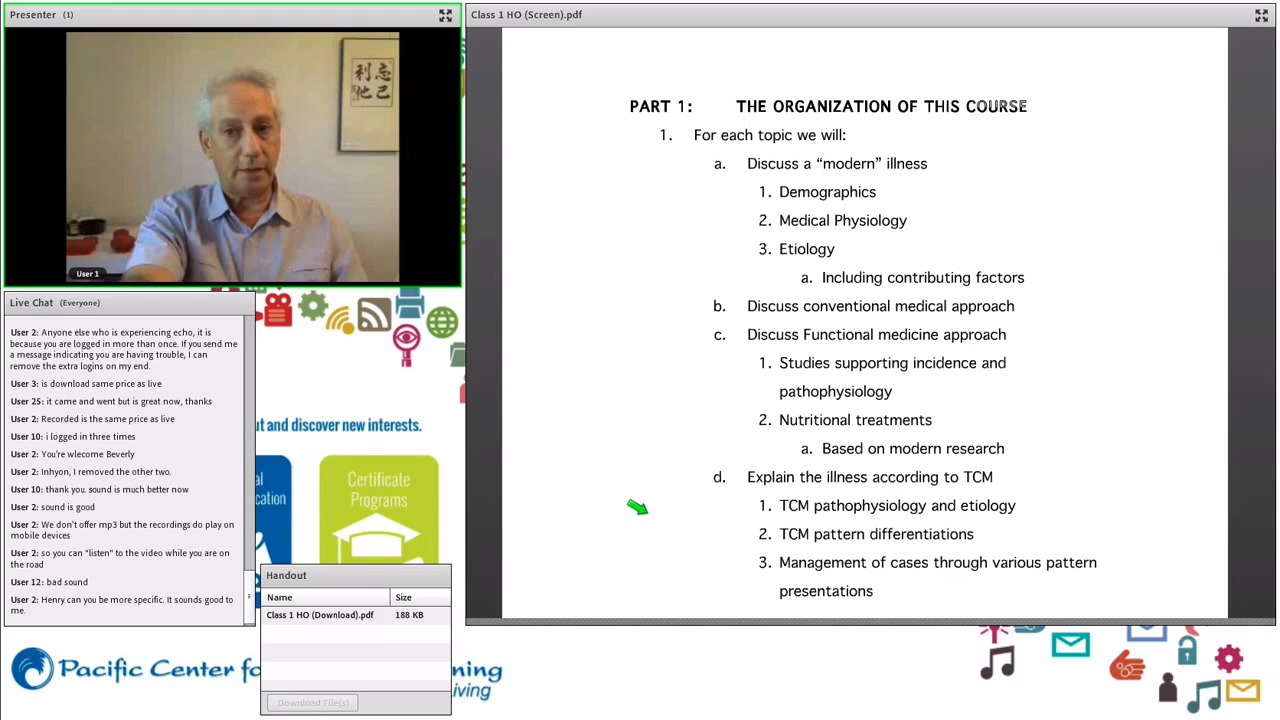 Presenter (1)
忘己
利他
User 1
Live Chat (Everyone)
User 2: Anyone else who is experiencing echo, it is
because you are logged in more than once. If you send me
a message indicating you are having trouble, I can
remove the extra logins on my end.
User 3: is download same price as live
User 25: it came and went but is great now, thanks
User 2: Recorded is the same price as live
User 10: i logged in three times
User 2: You're wlecome Beverly
User 2: Inhyon, I removed the other two.
User 10: thank you. sound is much better now
User 2: sound is good
User 2: We don't offer mp3 but the recordings do play on
mobile devices
User 2: so you can "listen" to the video while you are on
the road
User 12: bad sound
User 2: Henry can you be more specific. It sounds good to
me.
ut and discover new interests.
Certificate
Programs
Handout
Name Size
Class 1 HO (Download).pdf 188 KB
Download File(s)
Pacific Center fo
ning
iving
Class 1 HO (Screen).pdf
PART 1: THE ORGANIZATION OF THIS COURSE
1. For each topic we will:
a. Discuss a “modern” illness
1. Demographics
2. Medical Physiology
3. Etiology
a. Including contributing factors
b. Discuss conventional medical approach
c. Discuss Functional medicine approach
1. Studies supporting incidence and
pathophysiology
2. Nutritional treatments
a. Based on modern research
d. Explain the illness according to TCM
1. TCM pathophysiology and etiology
2. TCM pattern differentiations
3. Management of cases through various pattern
presentations